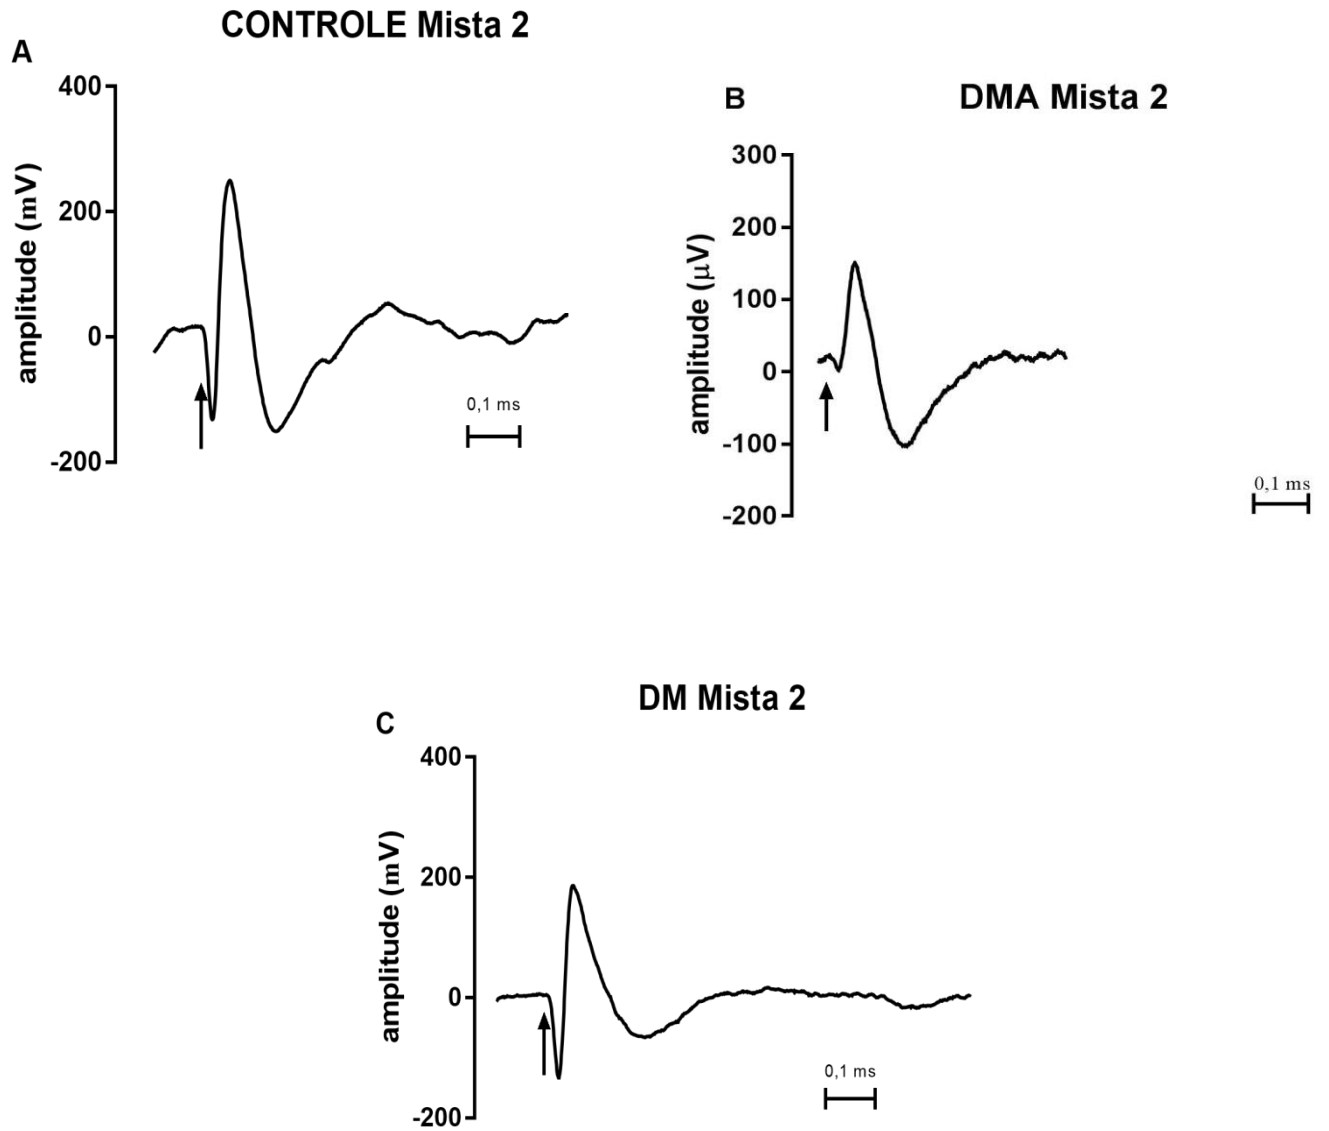 CONTROLE Mista 2
A
400
200
0
-200
amplitude (mV)
0,1 ms
B
DMA Mista 2
300
200
100
0
-100
-200
amplitude (μV)
0,1 ms
DM Mista 2
C
400
200
0
-200
amplitude (mV)
0,1 ms